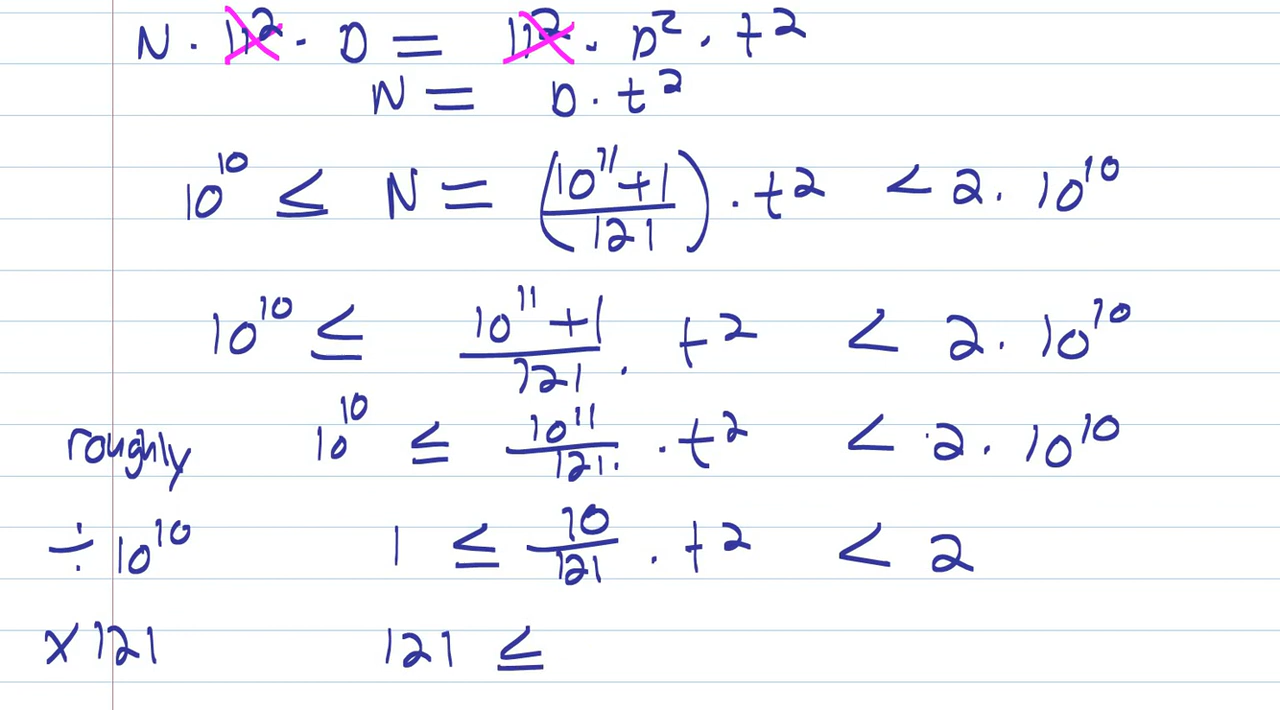 N · 11² · D = 11² · D² · t²
N = D · t²
10¹⁰ ≤ N = (10¹¹+1/121) · t² < 2 · 10¹⁰
10¹⁰ ≤ 10¹¹+1/121 · t² < 2 · 10¹⁰
roughly 10¹⁰ ≤ 10¹¹/121 · t² < 2 · 10¹⁰
÷ 10¹⁰ 1 ≤ 10/121 · t² < 2
× 121 121 ≤